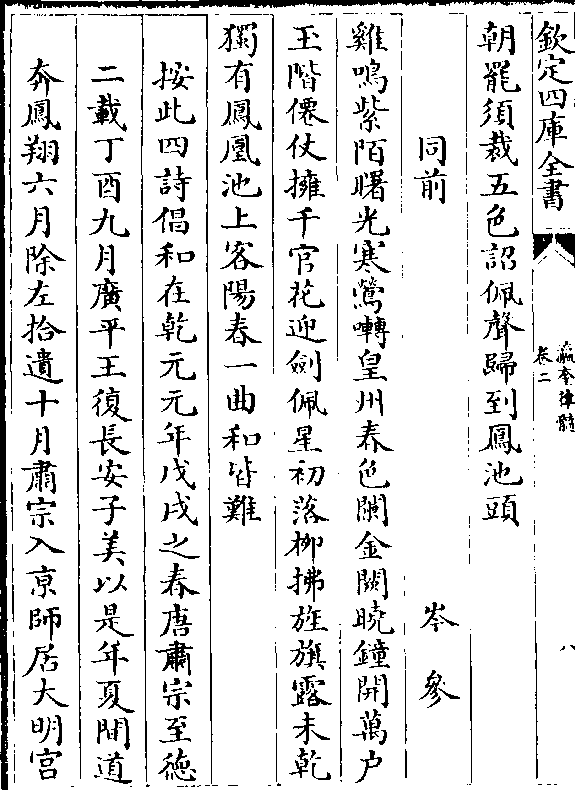 欽定四庫全書
瀛奎律髓
卷二
八
朝罷須裁五色詔佩聲歸到鳳池頭
同前 岑參
雞鳴紫陌曙光寒鶯囀皇州春色闌金闕曉鐘開萬户
玉階僊仗擁千官花迎劍佩星初落柳拂旌旗露未乾
獨有鳳凰池上客陽春一曲和皆難
按此四詩倡和在乾元元年戊戌之春唐肅宗至德
二載丁酉九月廣平王復長安子美以是年夏間道
奔鳳翔六月除左拾遺十月肅宗入京師居大明宫